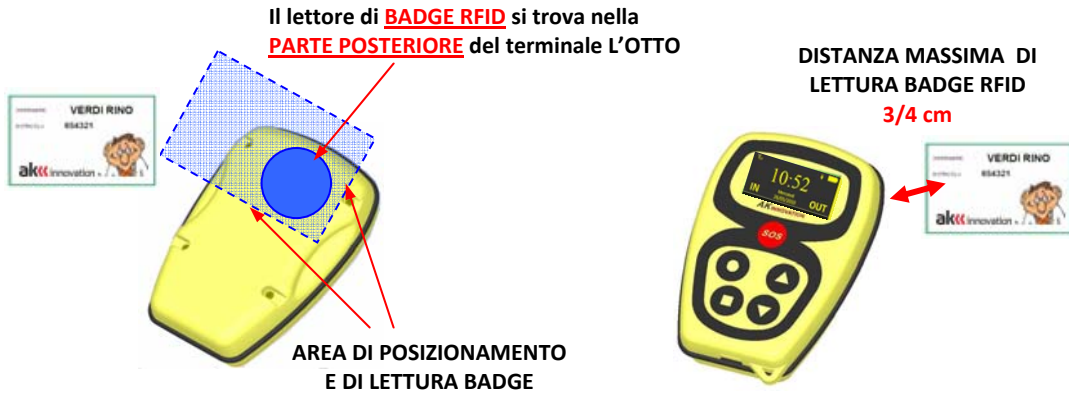 Il lettore di BADGE RFID si trova nella
PARTE POSTERIORE del terminale L'OTTO
VERDI RINO
654321
ak innovation
AREA DI POSIZIONAMENTO
E DI LETTURA BADGE
DISTANZA MASSIMA DI
LETTURA BADGE RFID
3/4 cm
10:52
IN
OUT
AK INNOVATION
SOS
VERDI RINO
654321
ak innovation